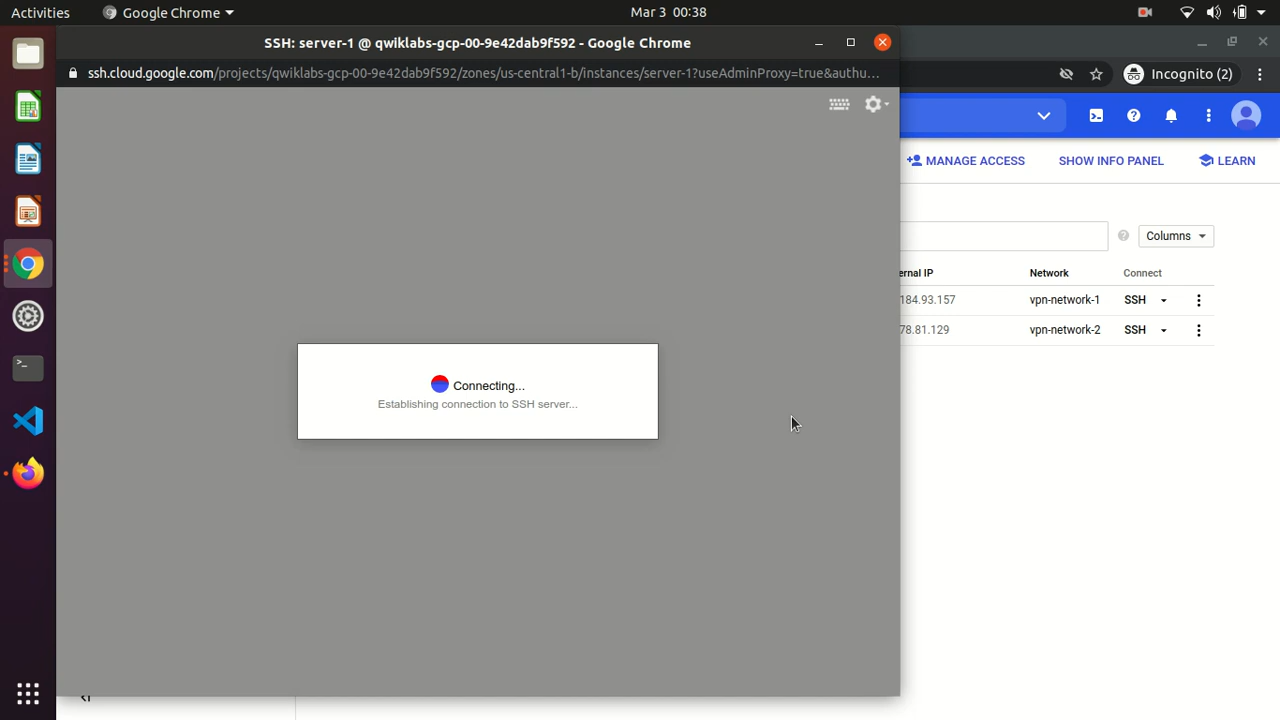 Activities
Google Chrome
Mar 3 00:38
SSH: server-1 @ qwiklabs-gcp-00-9e42dab9f592 - Google Chrome
ssh.cloud.google.com/projects/qwiklabs-gcp-00-9e42dab9f592/zones/us-central1-b/instances/server-1?useAdminProxy=true&authu...
Incognito (2)
MANAGE ACCESS
SHOW INFO PANEL
LEARN
Columns
ernal IP Network Connect
184.93.157 vpn-network-1 SSH
78.81.129 vpn-network-2 SSH
Connecting...
Establishing connection to SSH server...